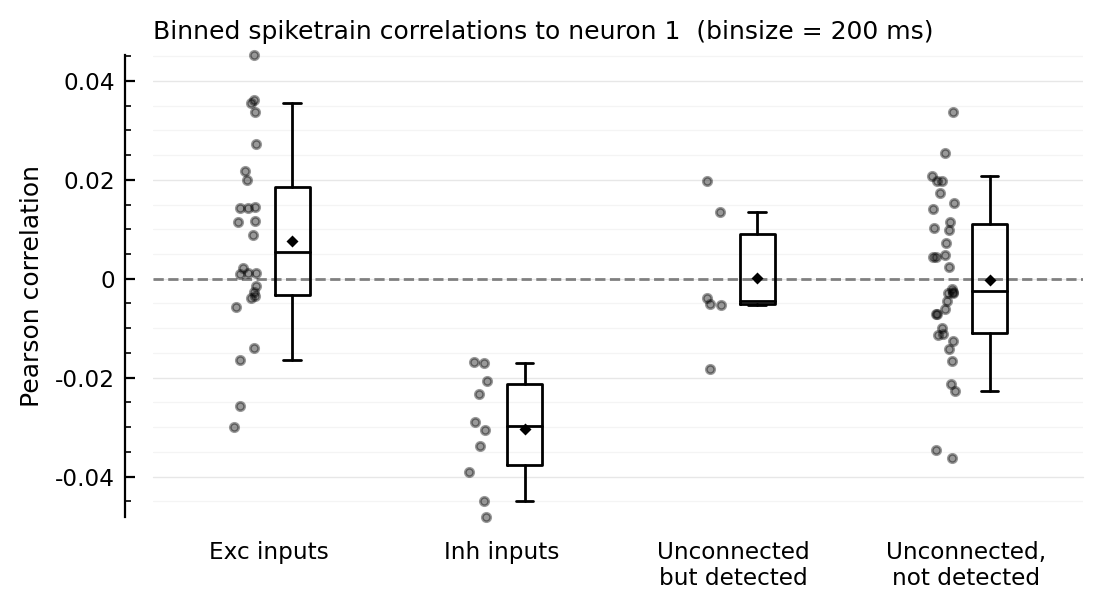 Binned spiketrain correlations to neuron 1  (binsize = 200 ms)
Pearson correlation
0.04
0.02
0
-0.02
-0.04
Exc inputs
Inh inputs
Unconnected
but detected
Unconnected,
not detected